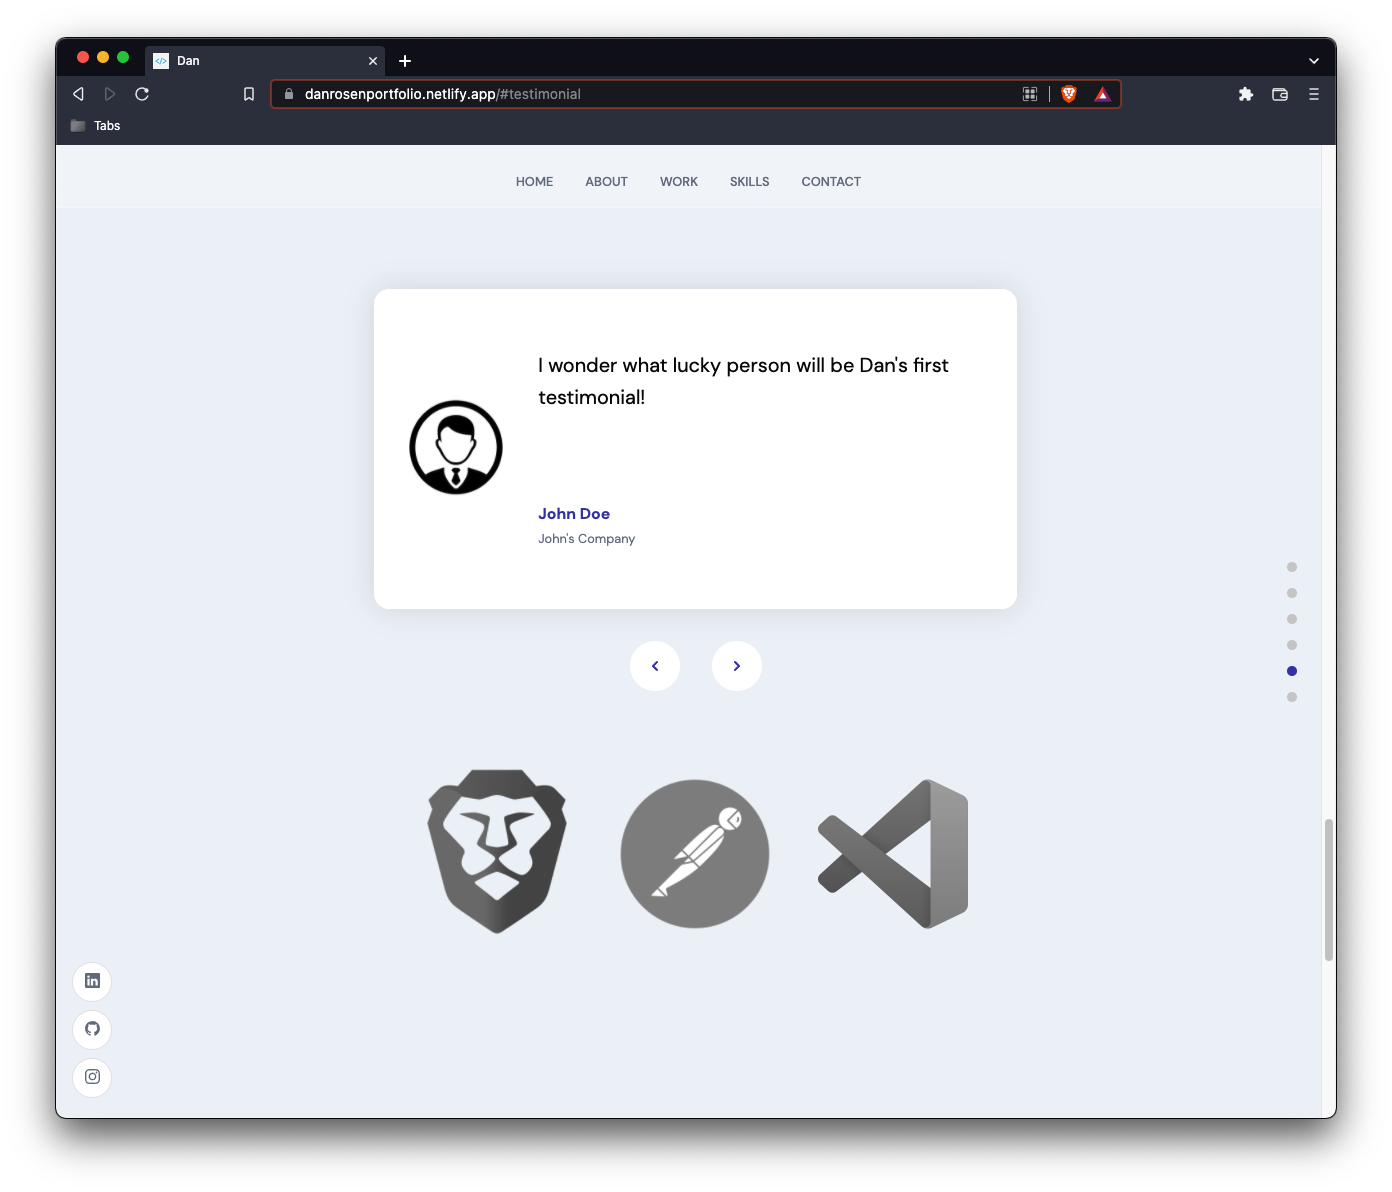 Dan
danrosenportfolio.netlify.app/#testimonial
Tabs
HOME ABOUT WORK SKILLS CONTACT
I wonder what lucky person will be Dan's first
testimonial!
John Doe
John's Company
in